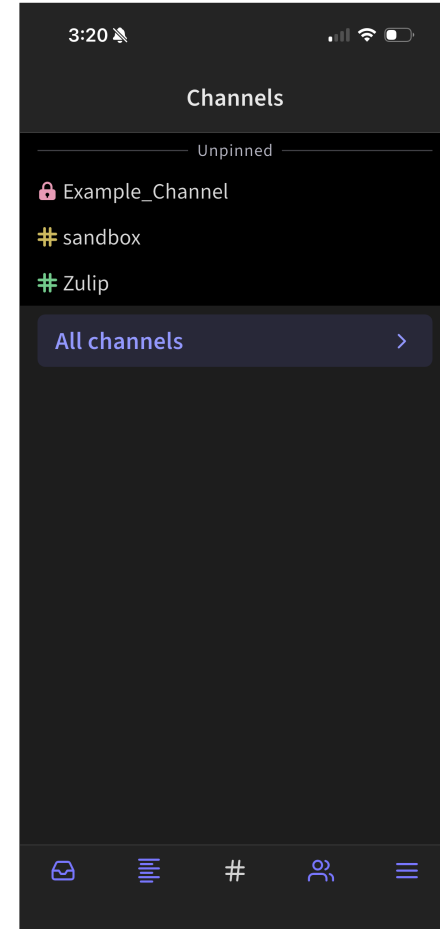 3:20
Channels
Unpinned
Example_Channel
sandbox
Zulip
All channels